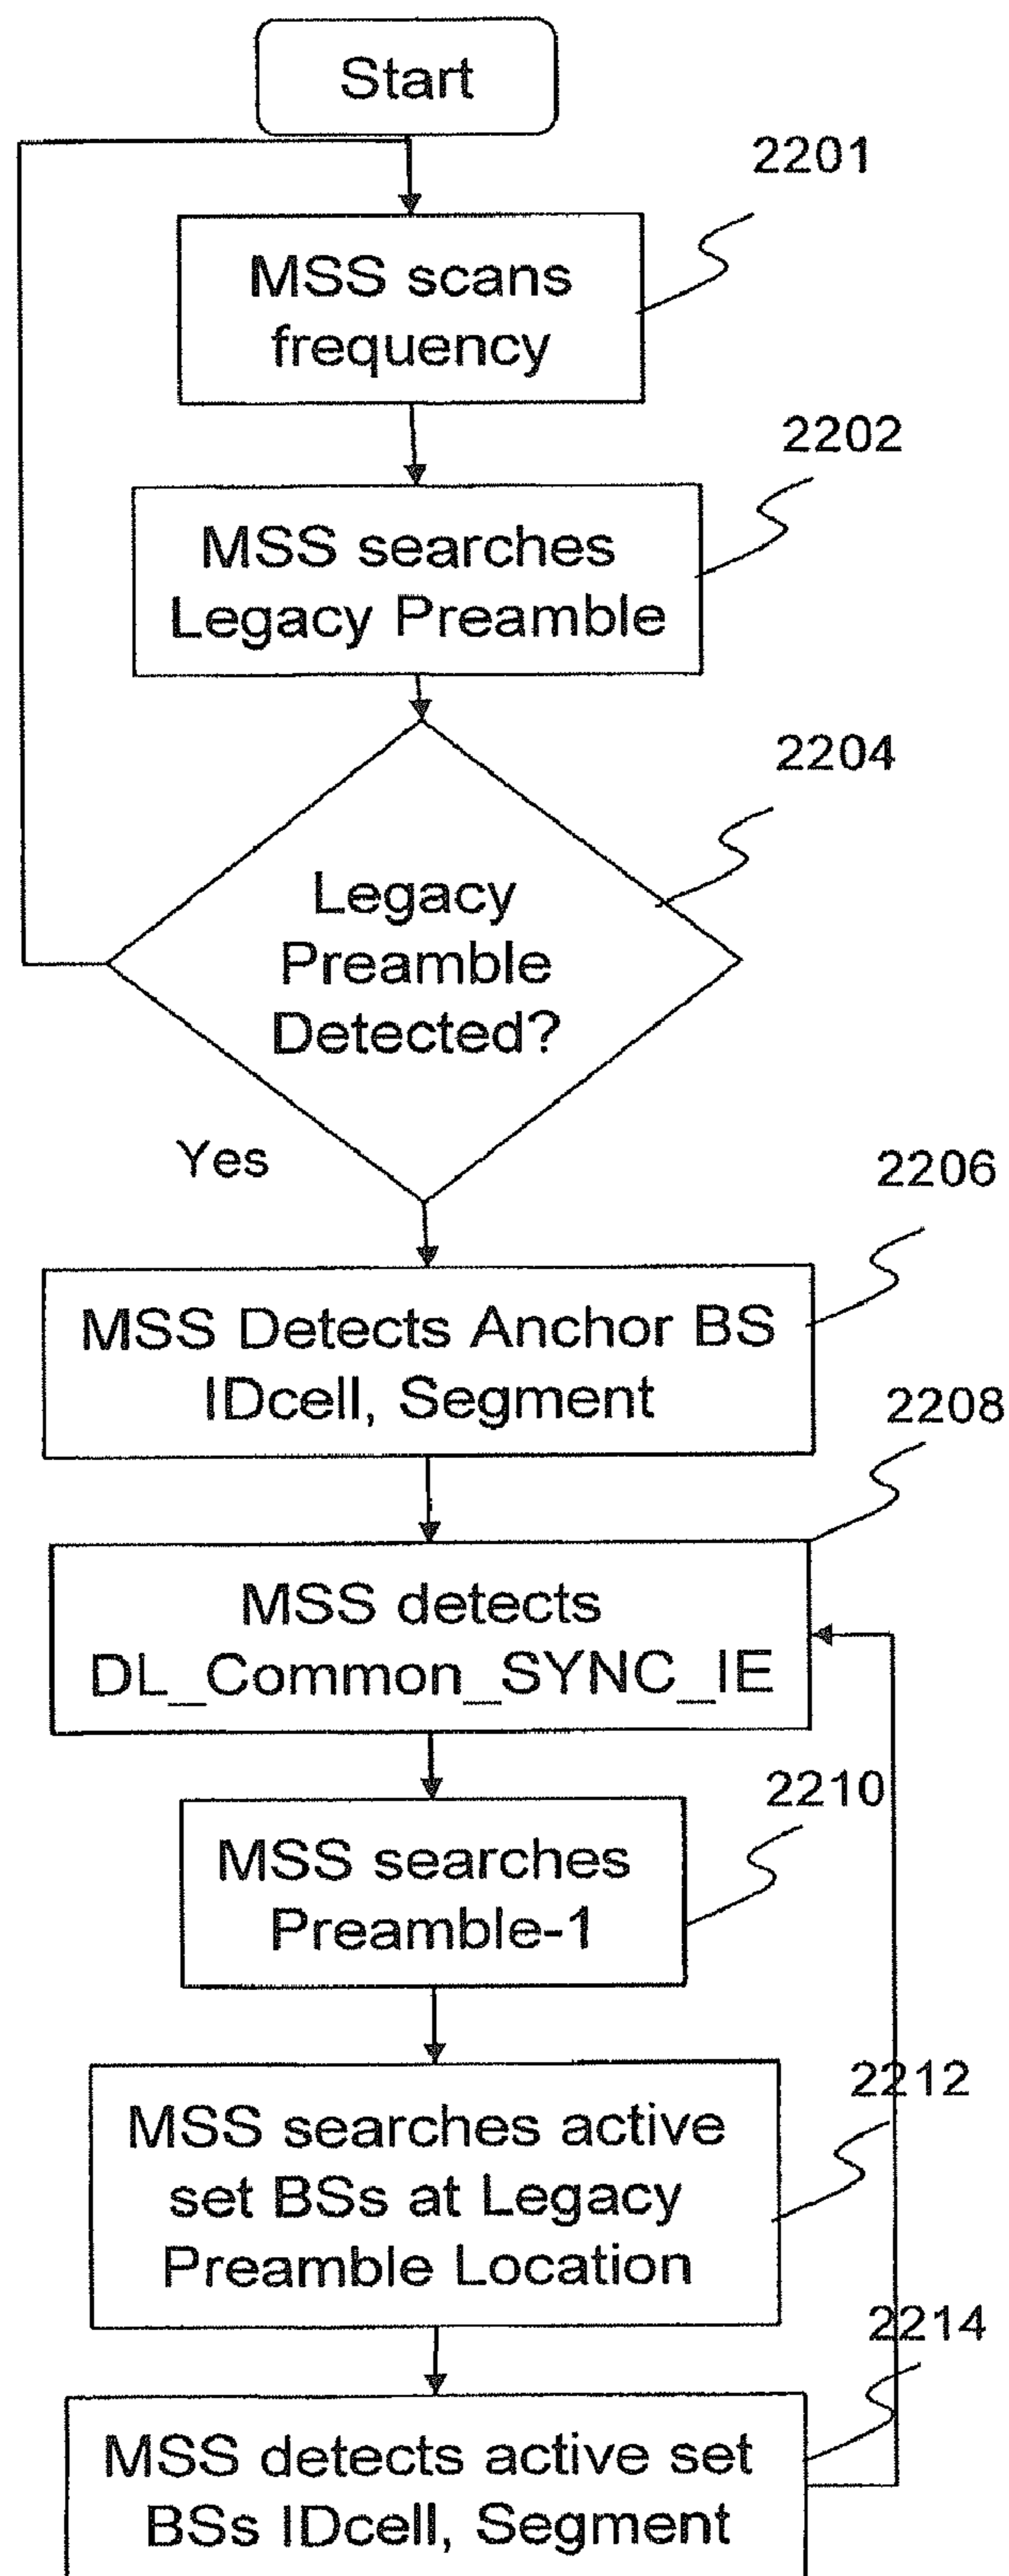 Start
2201
MSS scans
frequency
2202
MSS searches
Legacy Preamble
2204
Legacy
Preamble
Detected?
Yes
2206
MSS Detects Anchor BS
IDcell, Segment
2208
MSS detects
DL_Common_SYNC_IE
2210
MSS searches
Preamble-1
2212
MSS searches active
set BSs at Legacy
Preamble Location
2214
MSS detects active set
BSs IDcell, Segment